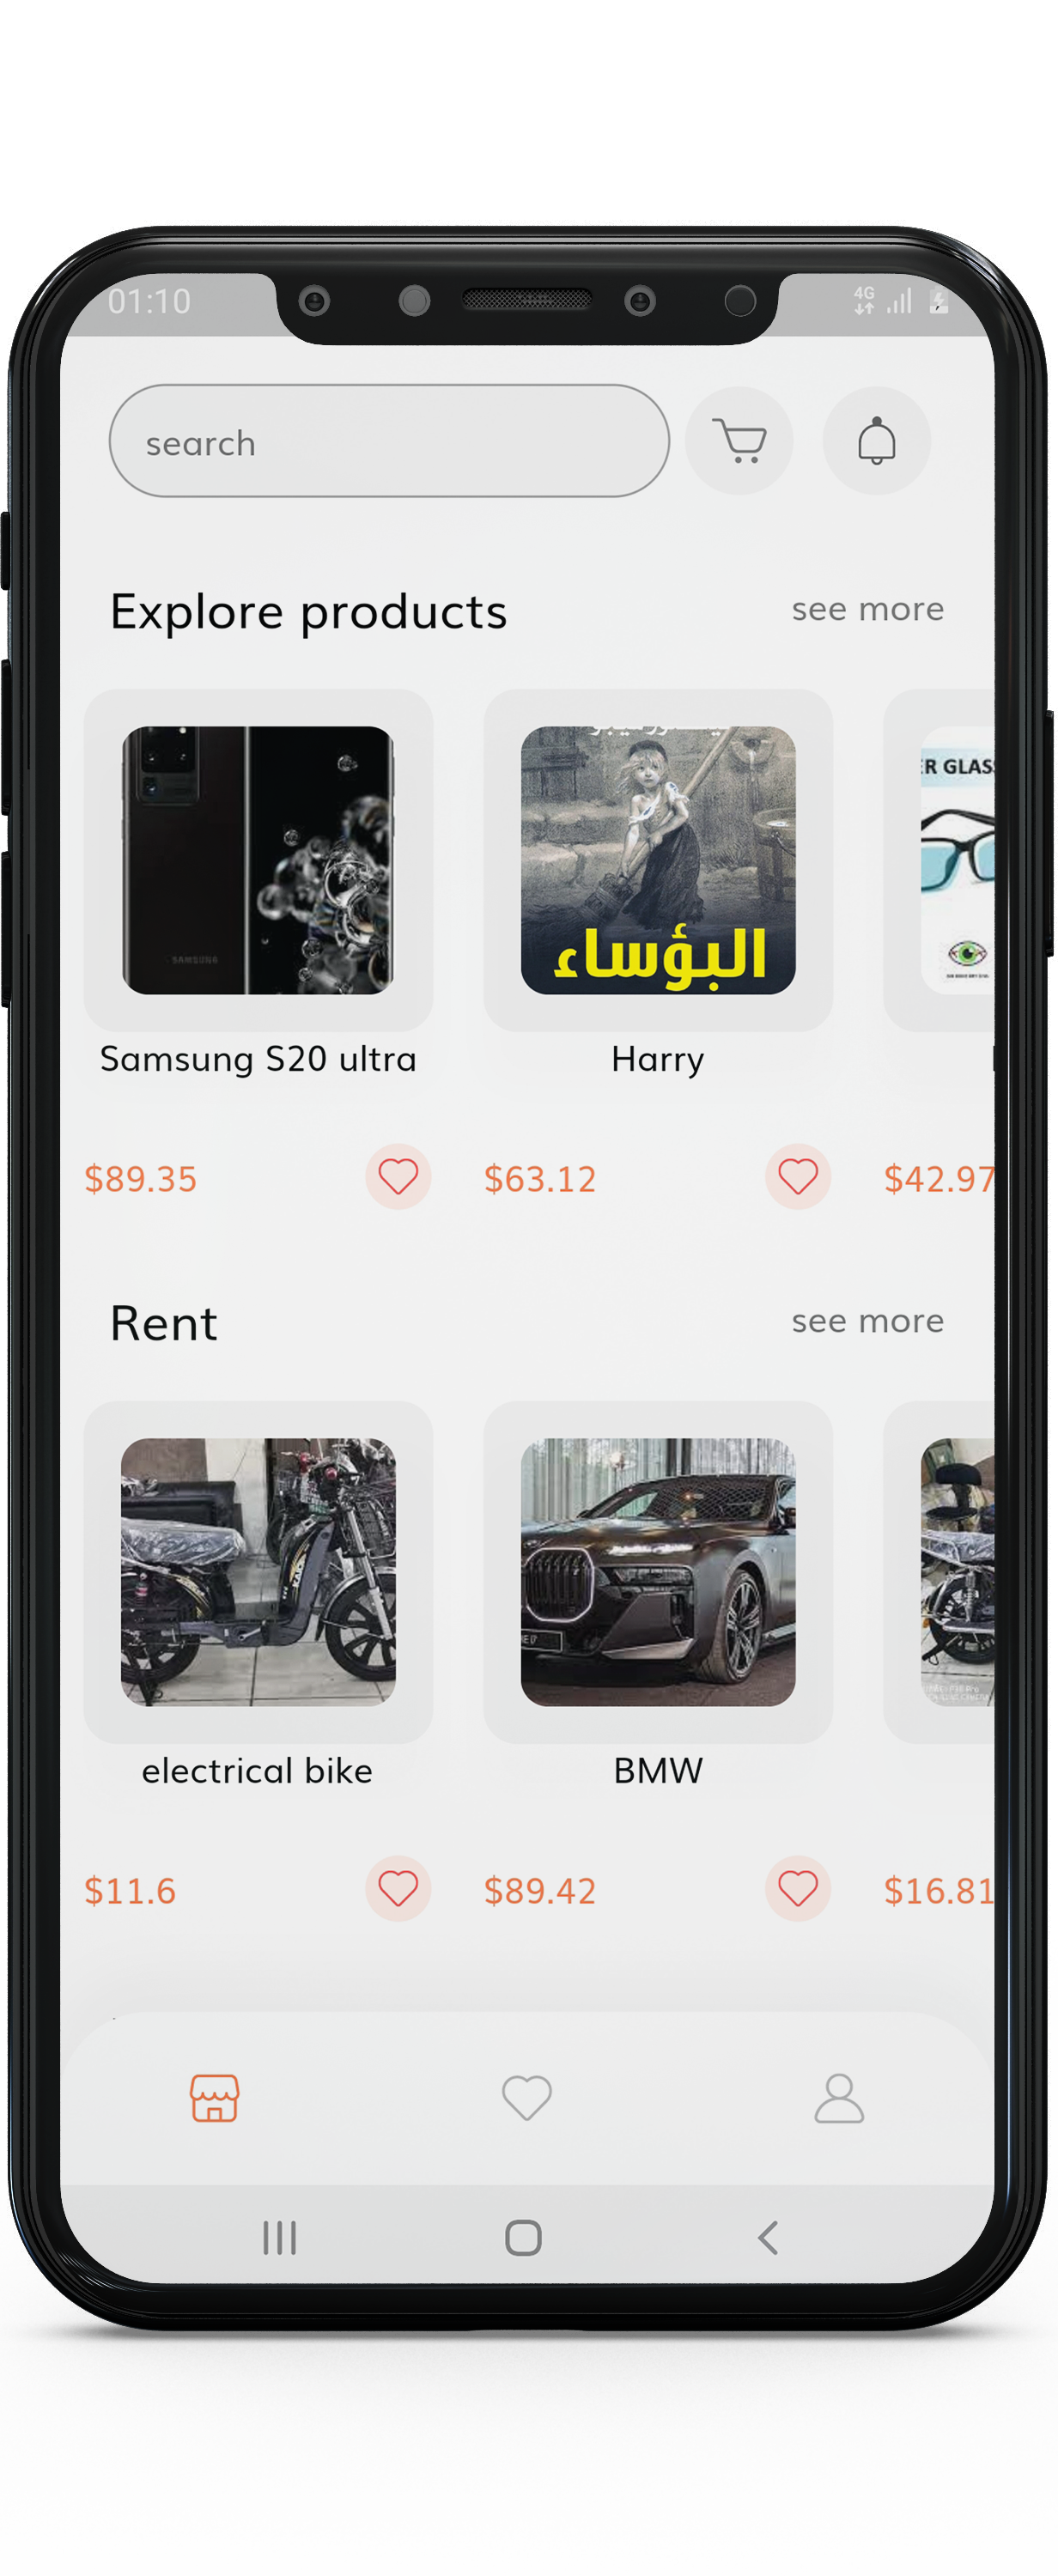 01:10
4G
search
Explore products
see more
SAMSUNG
البؤساء
R GLAS
Samsung S20 ultra
Harry
$89.35
$63.12
$42.97
Rent
see more
electrical bike
BMW
$11.6
$89.42
$16.81